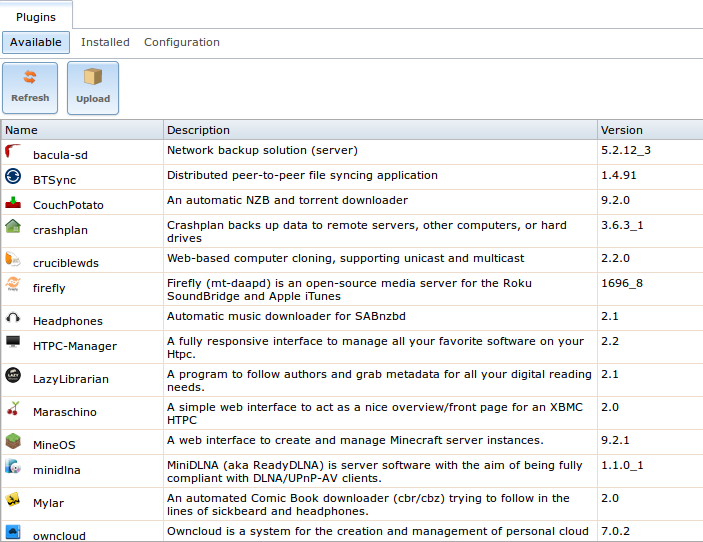 Plugins
Available Installed Configuration
Refresh Upload
Name Description Version
bacula-sd Network backup solution (server) 5.2.12_3
BTSync Distributed peer-to-peer file syncing application 1.4.91
CouchPotato An automatic NZB and torrent downloader 9.2.0
crashplan Crashplan backs up data to remote servers, other computers, or hard 3.6.3_1
drives
cruciblewds Web-based computer cloning, supporting unicast and multicast 2.2.0
firefly Firefly (mt-daapd) is an open-source media server for the Roku 1696_8
SoundBridge and Apple iTunes
Headphones Automatic music downloader for SABnzbd 2.1
HTPC-Manager A fully responsive interface to manage all your favorite software on your 2.2
Htpc.
LazyLibrarian A program to follow authors and grab metadata for all your digital reading 2.1
needs.
Maraschino A simple web interface to act as a nice overview/front page for an XBMC 2.0
HTPC
MineOS A web interface to create and manage Minecraft server instances. 9.2.1
minidlna MiniDLNA (aka ReadyDLNA) is server software with the aim of being fully 1.1.0_1
compliant with DLNA/UPnP-AV clients.
Mylar An automated Comic Book downloader (cbr/cbz) trying to follow in the 2.0
lines of sickbeard and headphones.
owncloud Owncloud is a system for the creation and management of personal cloud 7.0.2